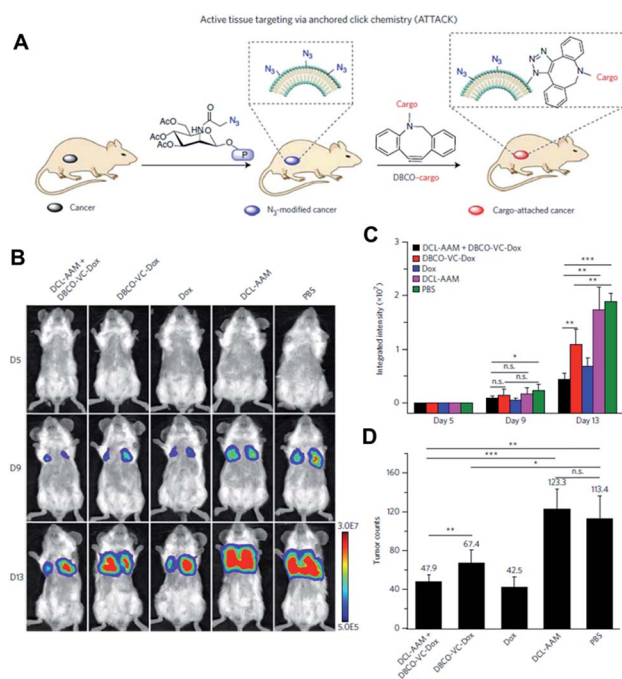 Active tissue targeting via anchored click chemistry (ATTACK)
A
N₃
N₃
N₃
O
N₃
AcO
HN
O
AcO
AcO
O
O
P
Cancer
N₃-modified cancer
Cargo
N
DBCO-cargo
N₃
N₃
N
N
N
N
Cargo
Cargo-attached cancer
B
DCL-AAM +
DBCO-VC-Dox
DBCO-VC-Dox
Dox
DCL-AAM
PBS
D5
D9
D13
3.0E7
5.0E5
C
DCL-AAM + DBCO-VC-Dox
DBCO-VC-Dox
Dox
DCL-AAM
PBS
Integrated intensity (×10⁷)
3
2
1
0
n.s.
n.s.
n.s.
*
**
**
**
***
Day 5
Day 9
Day 13
D
Tumor counts
160
120
80
40
0
**
***
*
n.s.
**
47.9
67.4
42.5
123.3
113.4
DCL-AAM +
DBCO-VC-Dox
DBCO-VC-Dox
Dox
DCL-AAM
PBS